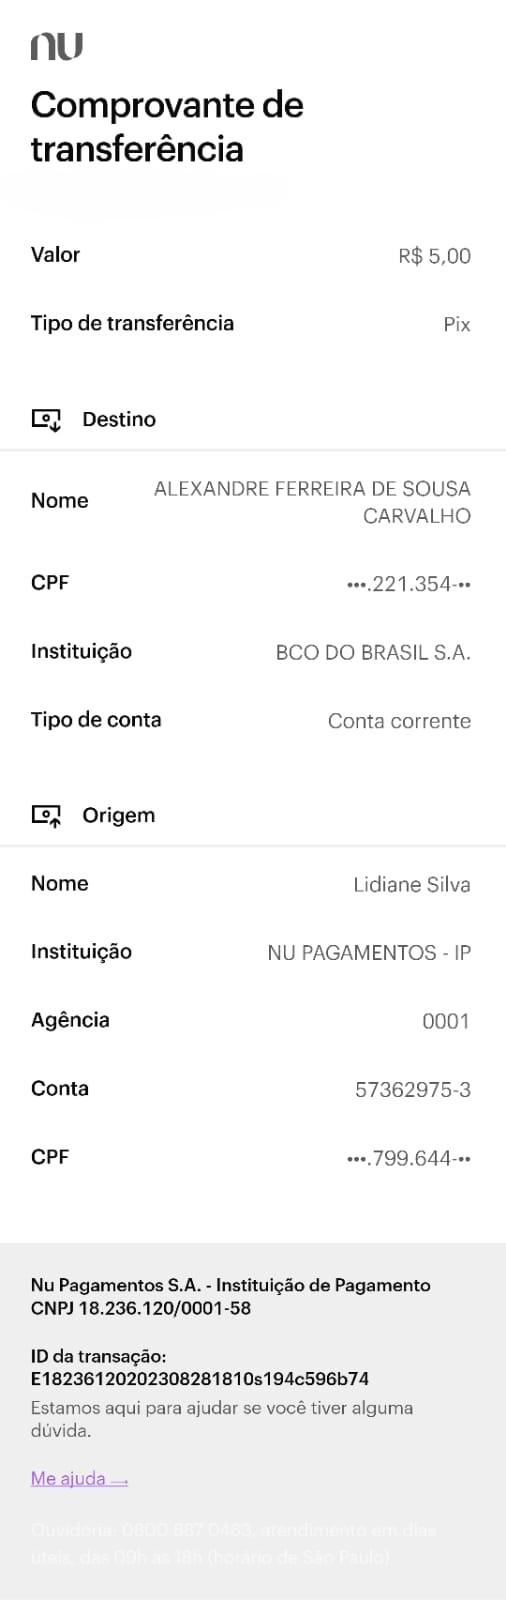 nu
Comprovante de
transferência
Valor R$ 5,00
Tipo de transferência Pix
Destino
Nome ALEXANDRE FERREIRA DE SOUSA
CARVALHO
CPF •••.221.354-••
Instituição BCO DO BRASIL S.A.
Tipo de conta Conta corrente
Origem
Nome Lidiane Silva
Instituição NU PAGAMENTOS - IP
Agência 0001
Conta 57362975-3
CPF •••.799.644-••
Nu Pagamentos S.A. - Instituição de Pagamento
CNPJ 18.236.120/0001-58
ID da transação:
E18236120202308281810s194c596b74
Estamos aqui para ajudar se você tiver alguma
dúvida.
Me ajuda →
Ouvidoria: 0800 887 0463, atendimento em dias
úteis, das 09h às 18h (horário de São Paulo).